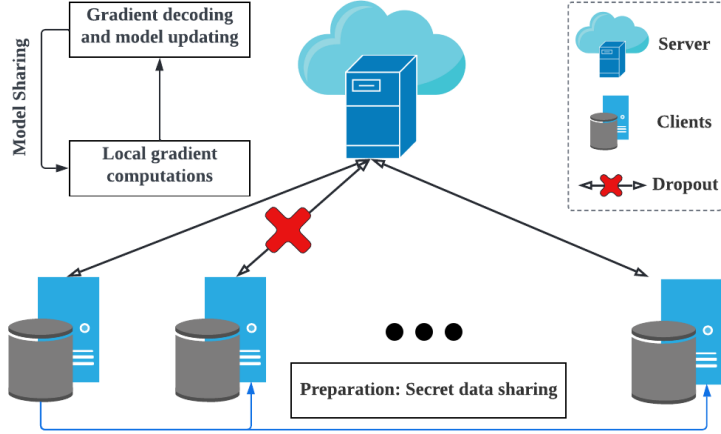 Gradient decoding
and model updating
Model Sharing
Local gradient
computations
Server
Clients
Dropout
Preparation: Secret data sharing